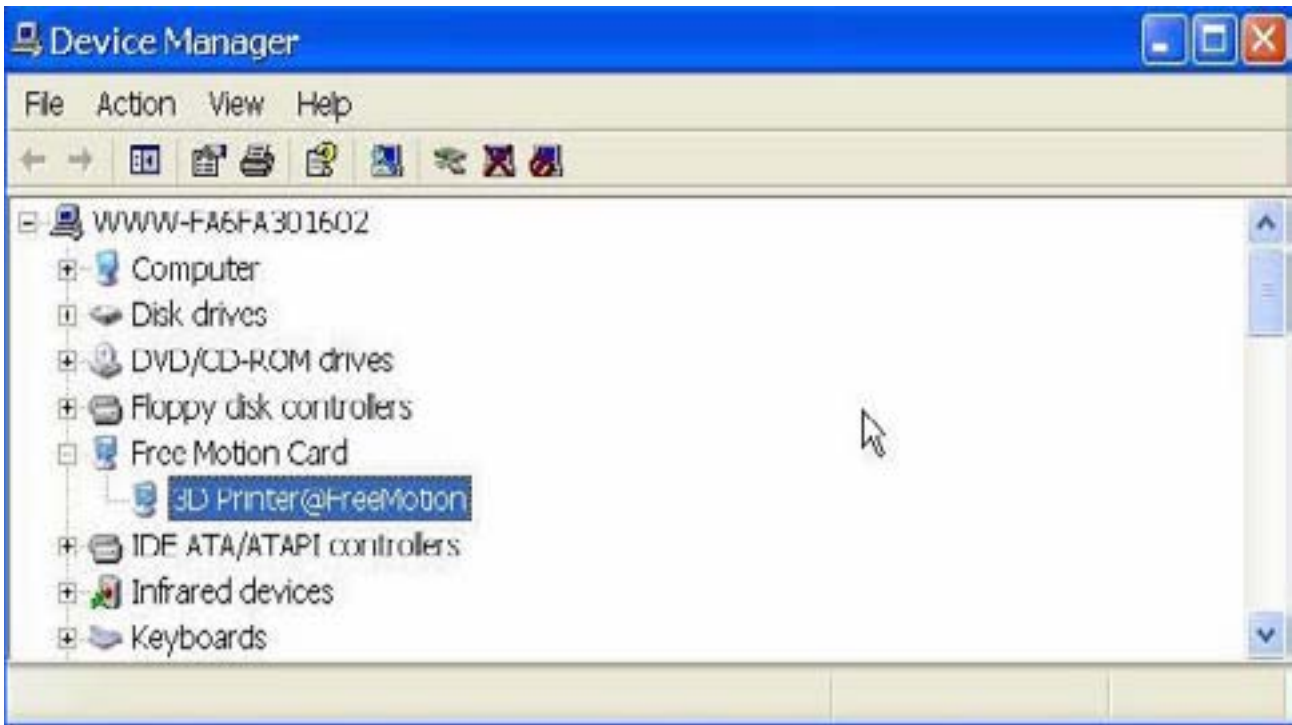 Device Manager
File Action View Help
WWW-FA6FA301602
Computer
Disk drives
DVD/CD-ROM drives
Floppy disk controllers
Free Motion Card
3D Printer@FreeMotion
IDE ATA/ATAPI controllers
Infrared devices
Keyboards